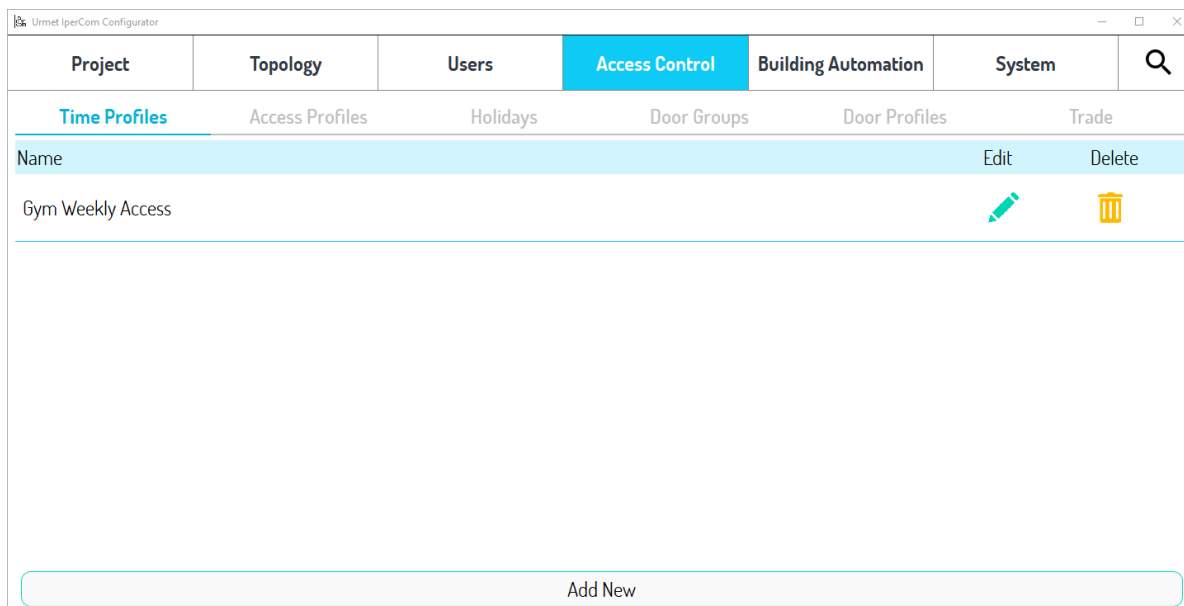 Urmet IperCom Configurator
Project Topology Users Access Control Building Automation System
Time Profiles Access Profiles Holidays Door Groups Door Profiles Trade
Name Edit Delete
Gym Weekly Access
Add New